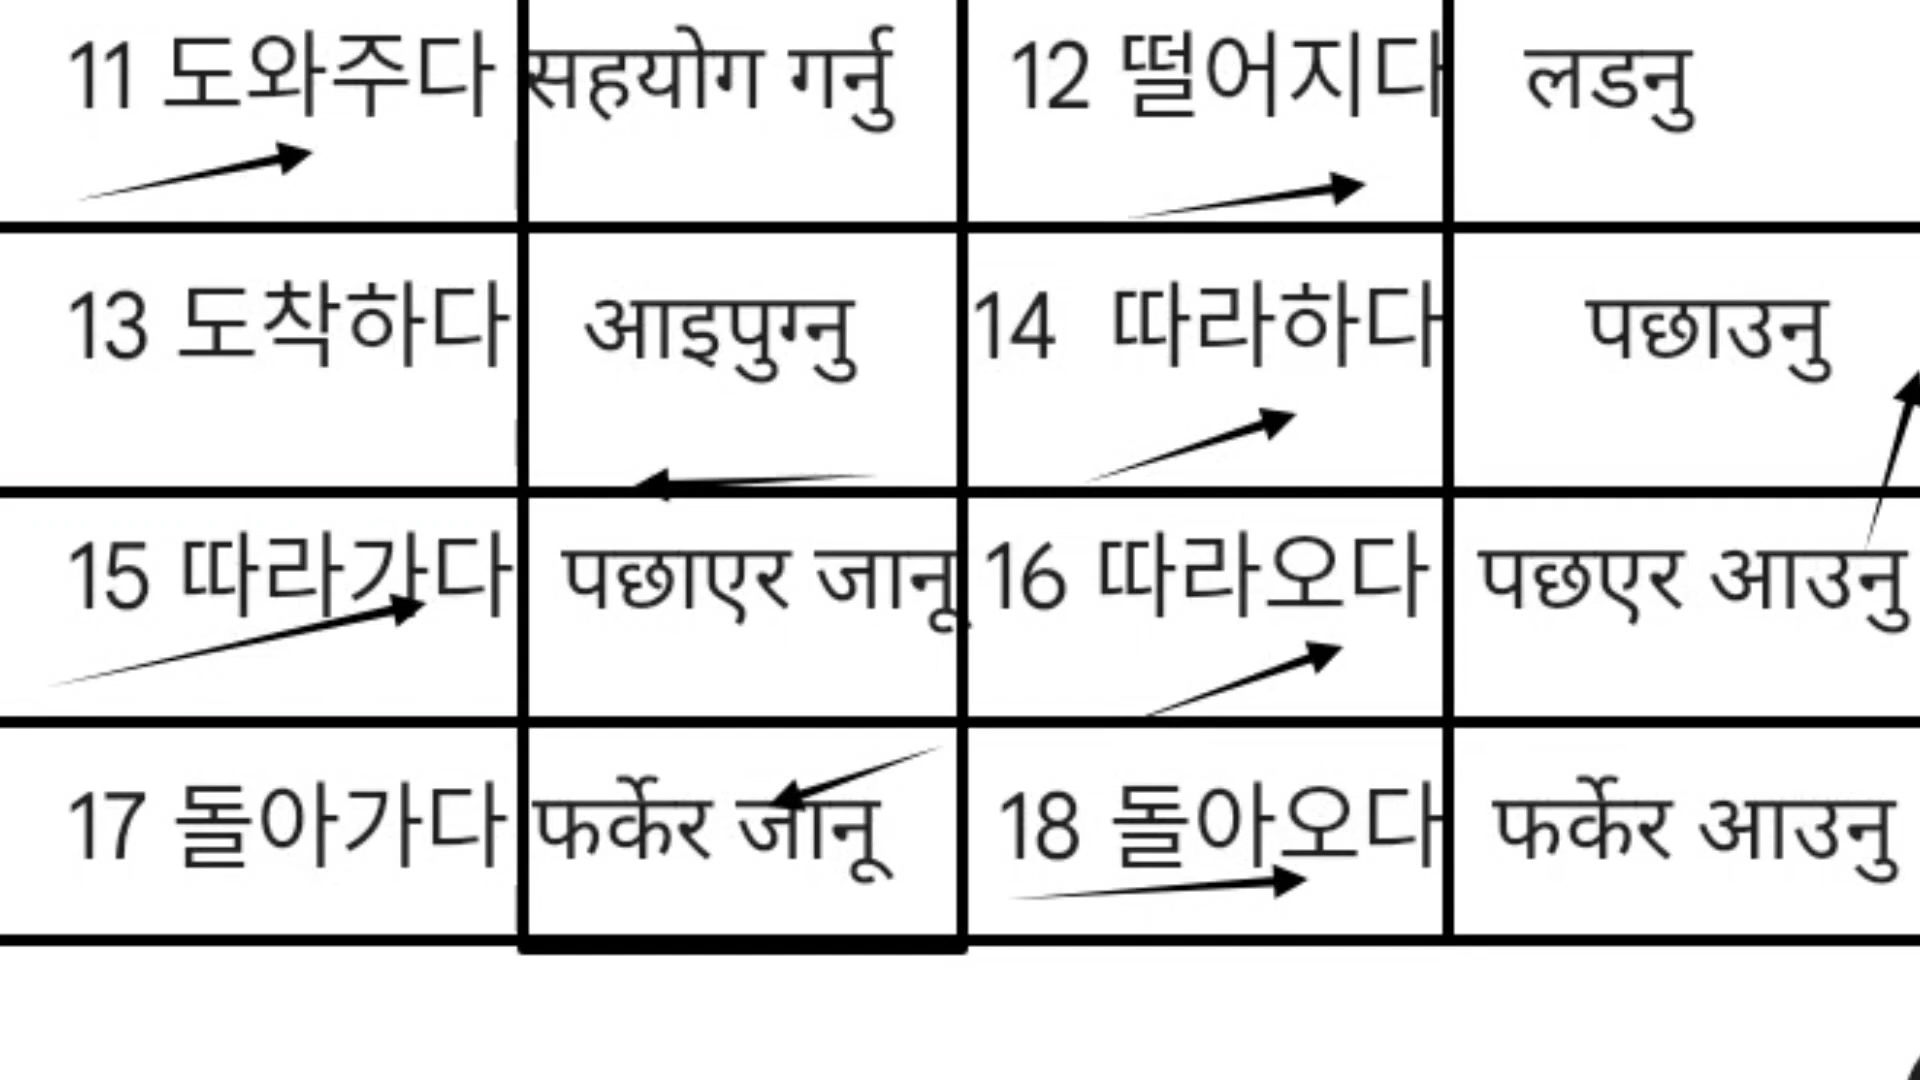 11 도와주다 सहयोग गर्नु 12 떨어지다 लडनु
13 도착하다 आइपुग्नु 14 따라하다 पछाउनु
15 따라가다 पछाएर जानू 16 따라오다 पछएर आउनु
17 돌아가다 फर्केर जानू 18 돌아오다 फर्केर आउनु